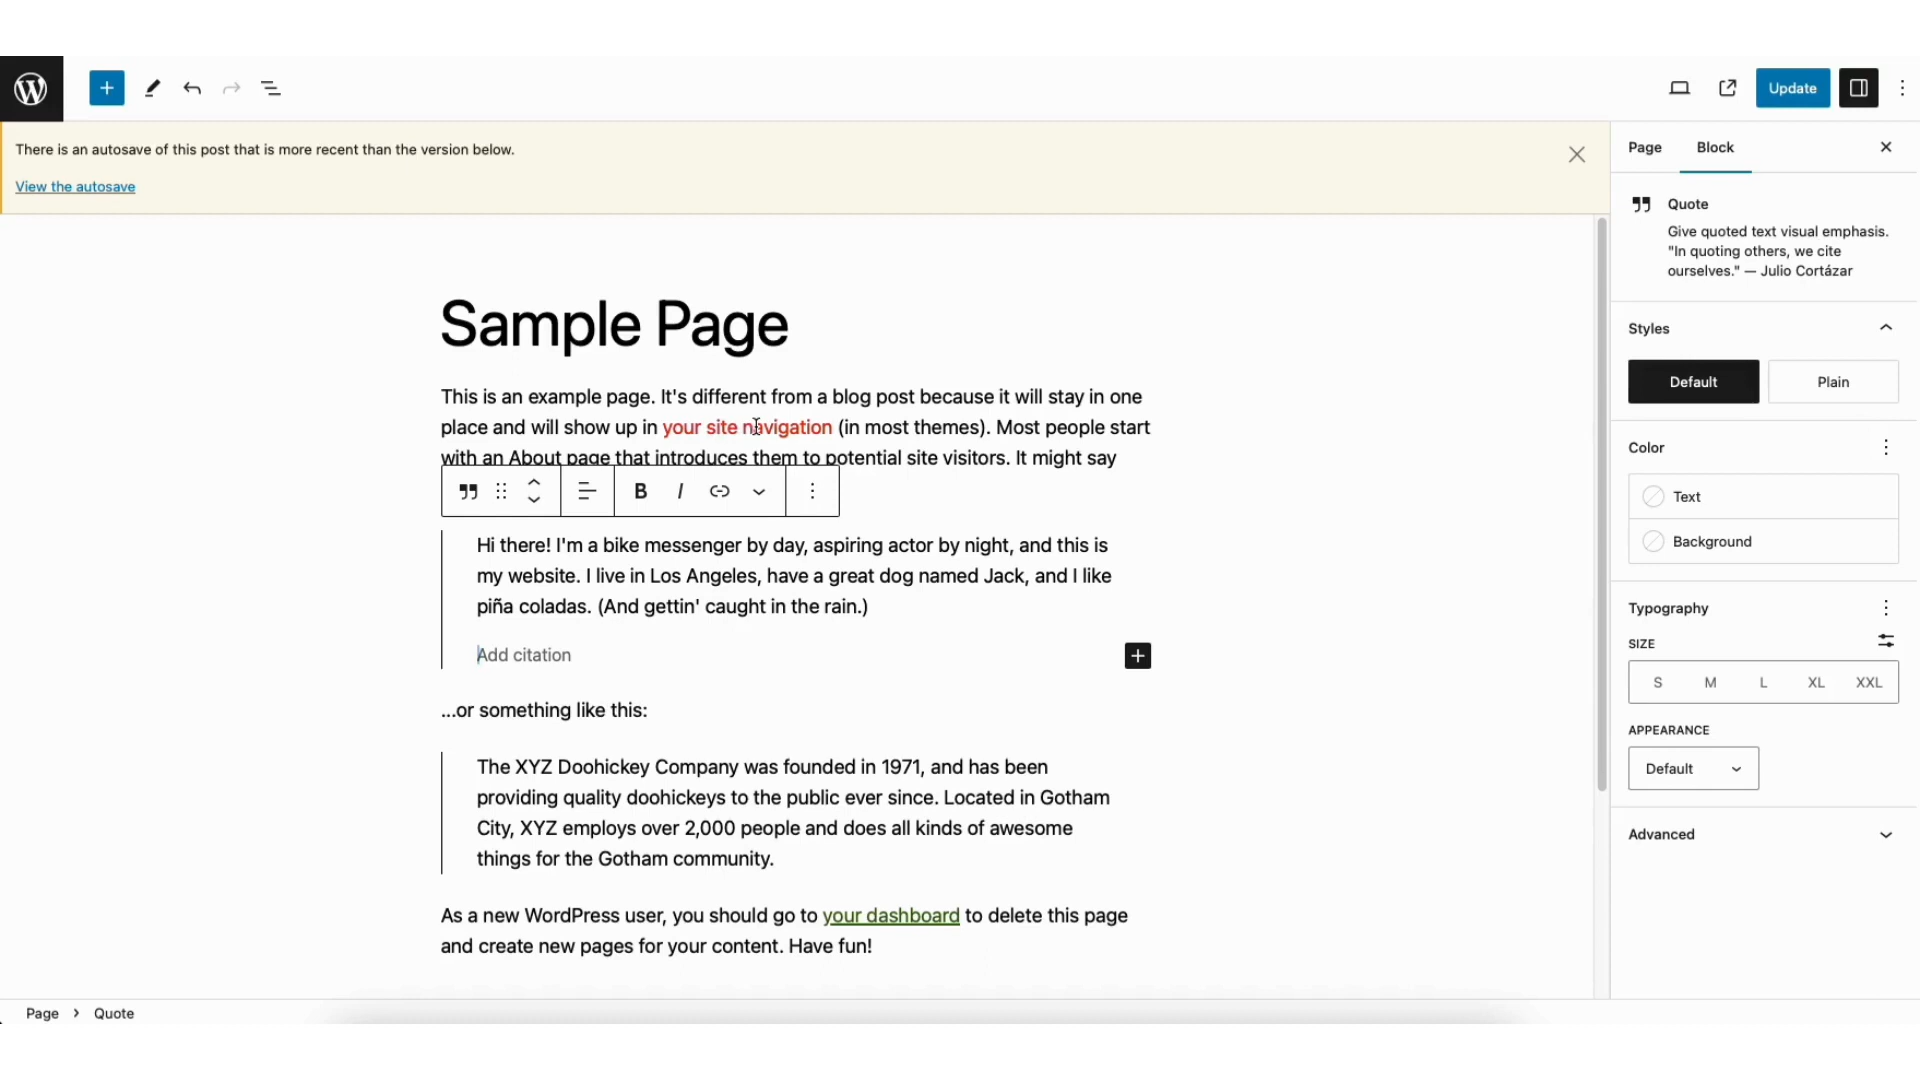 Update
There is an autosave of this post that is more recent than the version below.
View the autosave
Page
Block
Quote
Give quoted text visual emphasis.
"In quoting others, we cite
ourselves." — Julio Cortázar
Styles
Default
Plain
Color
Text
Background
Typography
SIZE
S M L XL XXL
APPEARANCE
Default
Advanced
Sample Page
This is an example page. It's different from a blog post because it will stay in one
place and will show up in your site navigation (in most themes). Most people start
with an About page that introduces them to potential site visitors. It might say
B I
Hi there! I'm a bike messenger by day, aspiring actor by night, and this is
my website. I live in Los Angeles, have a great dog named Jack, and I like
piña coladas. (And gettin' caught in the rain.)
Add citation
...or something like this:
The XYZ Doohickey Company was founded in 1971, and has been
providing quality doohickeys to the public ever since. Located in Gotham
City, XYZ employs over 2,000 people and does all kinds of awesome
things for the Gotham community.
As a new WordPress user, you should go to your dashboard to delete this page
and create new pages for your content. Have fun!
Page › Quote